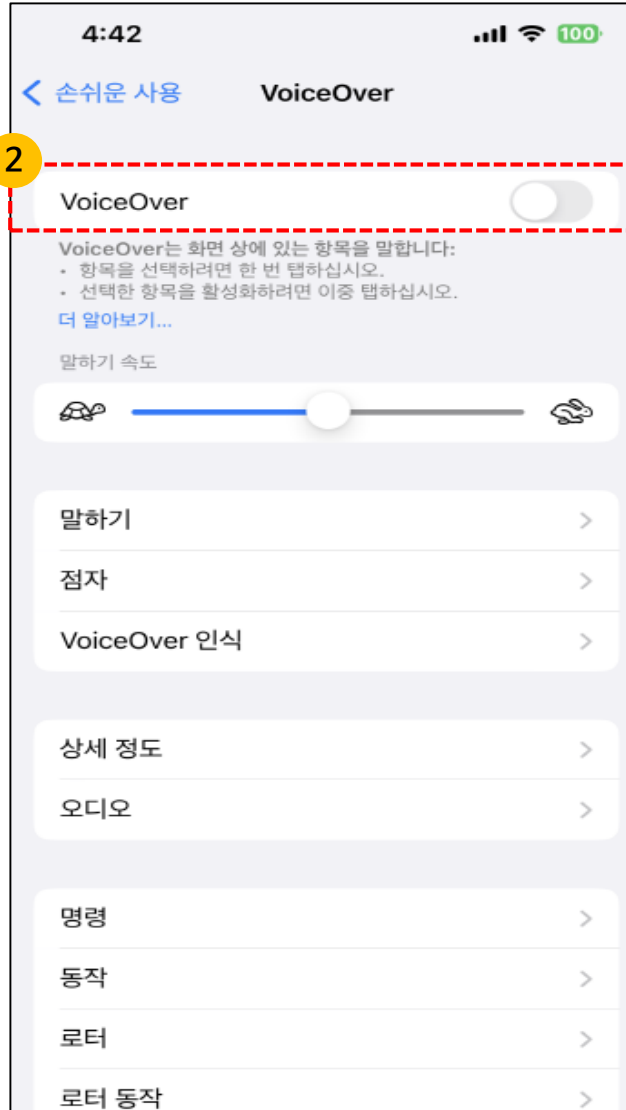 4:42
100
손쉬운 사용 VoiceOver
2
VoiceOver
VoiceOver는 화면 상에 있는 항목을 말합니다:
• 항목을 선택하려면 한 번 탭하십시오.
• 선택한 항목을 활성화하려면 이중 탭하십시오.
더 알아보기...
말하기 속도
말하기
점자
VoiceOver 인식
상세 정도
오디오
명령
동작
로터
로터 동작